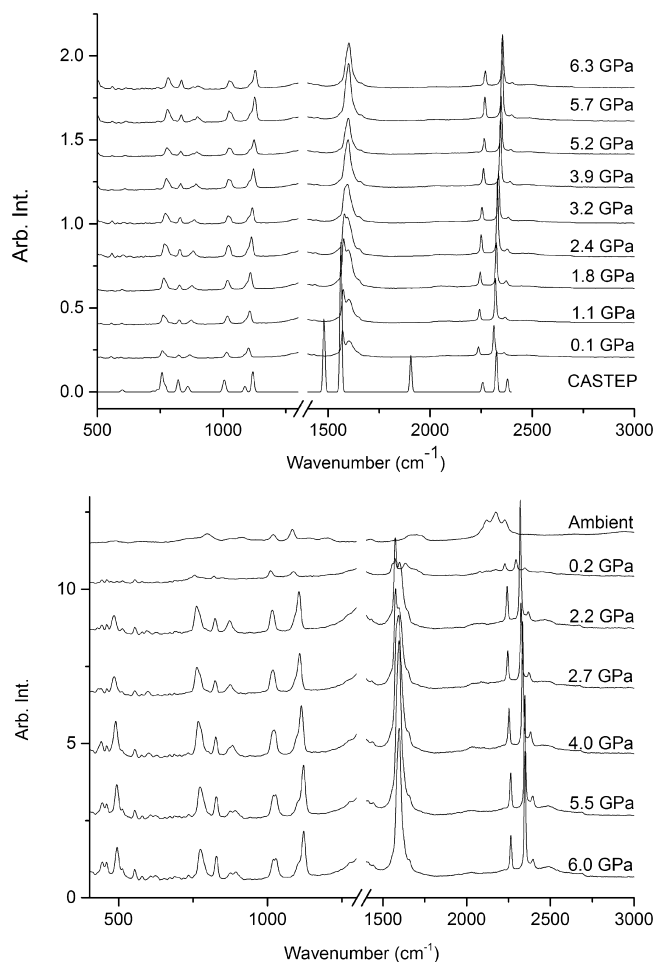 2.0
1.5
1.0
0.5
0.0
Arb. Int.
6.3 GPa
5.7 GPa
5.2 GPa
3.9 GPa
3.2 GPa
2.4 GPa
1.8 GPa
1.1 GPa
0.1 GPa
CASTEP
500 1000 1500 2000 2500 3000
Wavenumber (cm-1)
10
5
0
Arb. Int.
Ambient
0.2 GPa
2.2 GPa
2.7 GPa
4.0 GPa
5.5 GPa
6.0 GPa
500 1000 1500 2000 2500 3000
Wavenumber (cm-1)